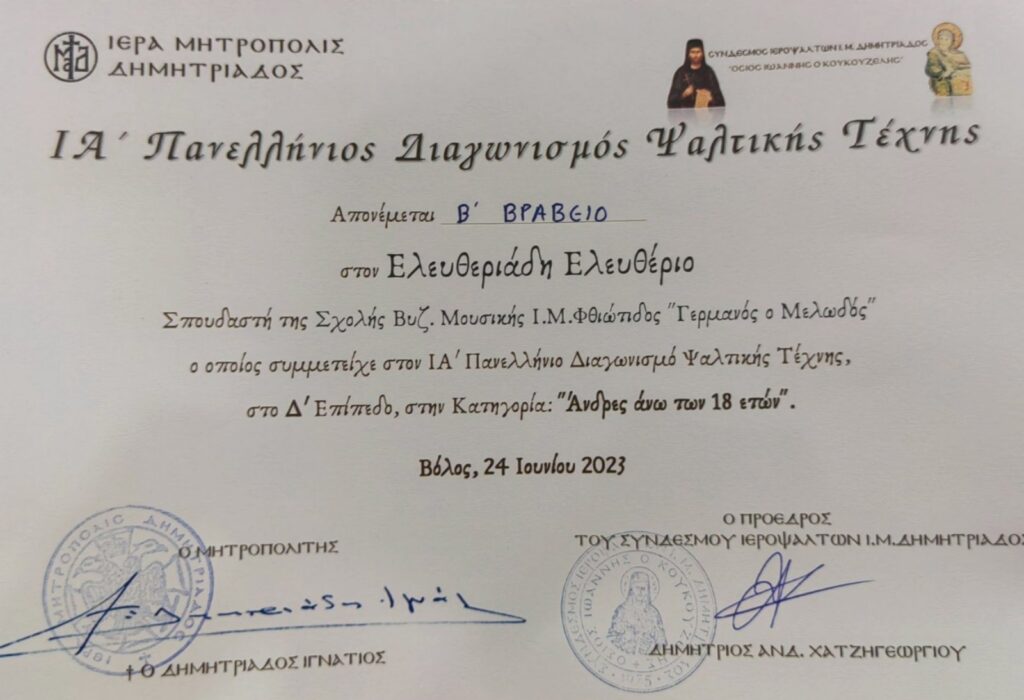 ΙΕΡΑ ΜΗΤΡΟΠΟΛΙΣ
ΔΗΜΗΤΡΙΑΔΟΣ
ΣΥΝΔΕΣΜΟΣ ΙΕΡΟΨΑΛΤΩΝ Ι.Μ. ΔΗΜΗΤΡΙΑΔΟΣ
"ΟΣΙΟΣ ΙΩΑΝΝΗΣ Ο ΚΟΥΚΟΥΖΕΛΗΣ"
ΙΑ΄ Πανελλήνιος Διαγωνισμός Ψαλτικής Τέχνης
Απονέμεται Β΄ ΒΡΑΒΕΙΟ
στον Ελευθεριάδη Ελευθέριο
Σπουδαστή της Σχολής Βυζ. Μουσικής Ι.Μ.Φθιώτιδος "Γερμανός ο Μελωδός"
ο οποίος συμμετείχε στον ΙΑ΄ Πανελλήνιο Διαγωνισμό Ψαλτικής Τέχνης,
στο Δ΄ Επίπεδο, στην Κατηγορία: "Άνδρες άνω των 18 ετών".
Βόλος, 24 Ιουνίου 2023
Ο ΜΗΤΡΟΠΟΛΙΤΗΣ
† Ο ΔΗΜΗΤΡΙΑΔΟΣ ΙΓΝΑΤΙΟΣ
Ο ΠΡΟΕΔΡΟΣ
ΤΟΥ ΣΥΝΔΕΣΜΟΥ ΙΕΡΟΨΑΛΤΩΝ Ι.Μ.ΔΗΜΗΤΡΙΑΔΟΣ
ΔΗΜΗΤΡΙΟΣ ΑΝΔ. ΧΑΤΖΗΓΕΩΡΓΙΟΥ